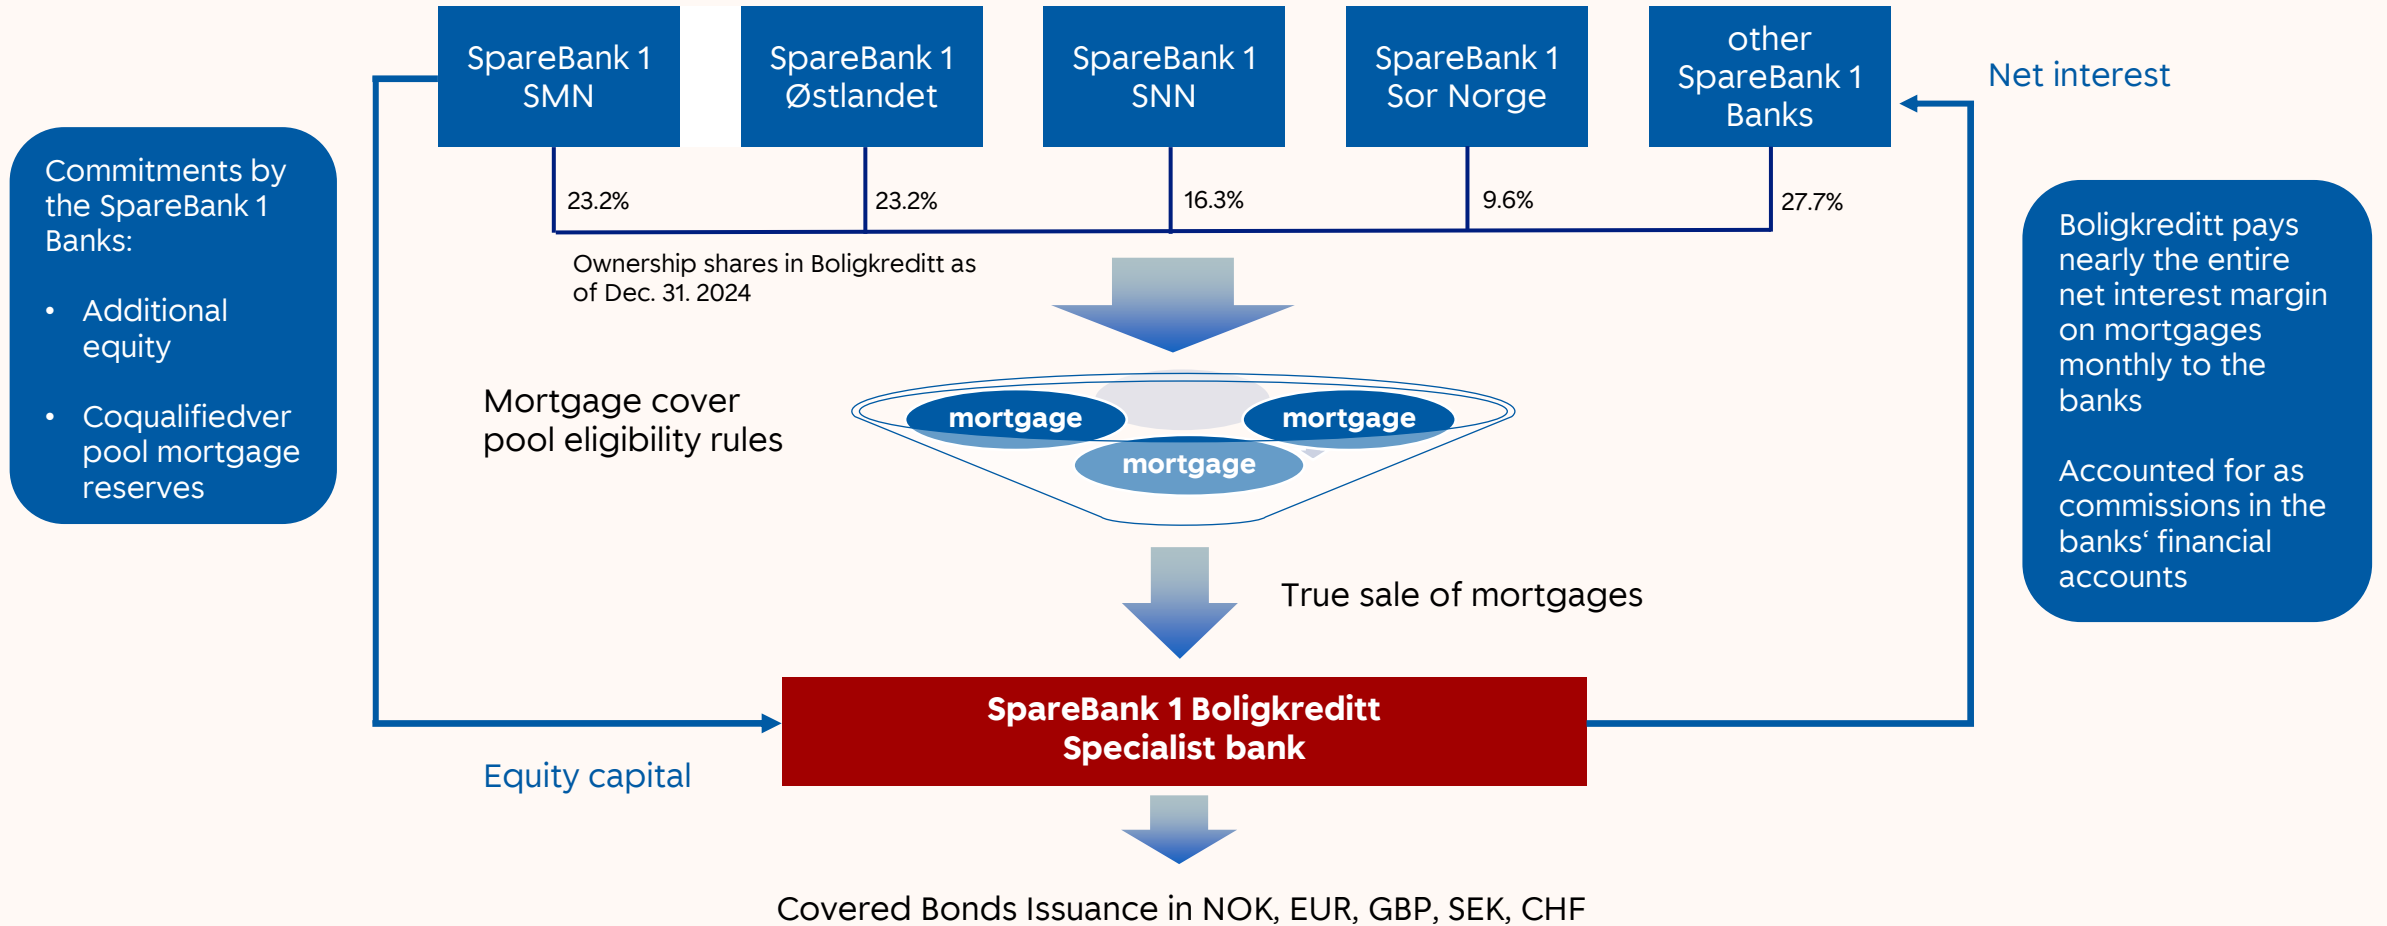 SpareBank 1
SMN
SpareBank 1
Østlandet
SpareBank 1
SNN
SpareBank 1
Sor Norge
other
SpareBank 1
Banks
Net interest
Commitments by
the SpareBank 1
Banks:
• Additional
equity
• Coqualifiedver
pool mortgage
reserves
23.2%
23.2%
16.3%
9.6%
27.7%
Ownership shares in Boligkreditt as
of Dec. 31. 2024
Boligkreditt pays
nearly the entire
net interest margin
on mortgages
monthly to the
banks
Accounted for as
commissions in the
banks‘ financial
accounts
Mortgage cover
pool eligibility rules
mortgage
mortgage
mortgage
True sale of mortgages
SpareBank 1 Boligkreditt
Specialist bank
Equity capital
Covered Bonds Issuance in NOK, EUR, GBP, SEK, CHF